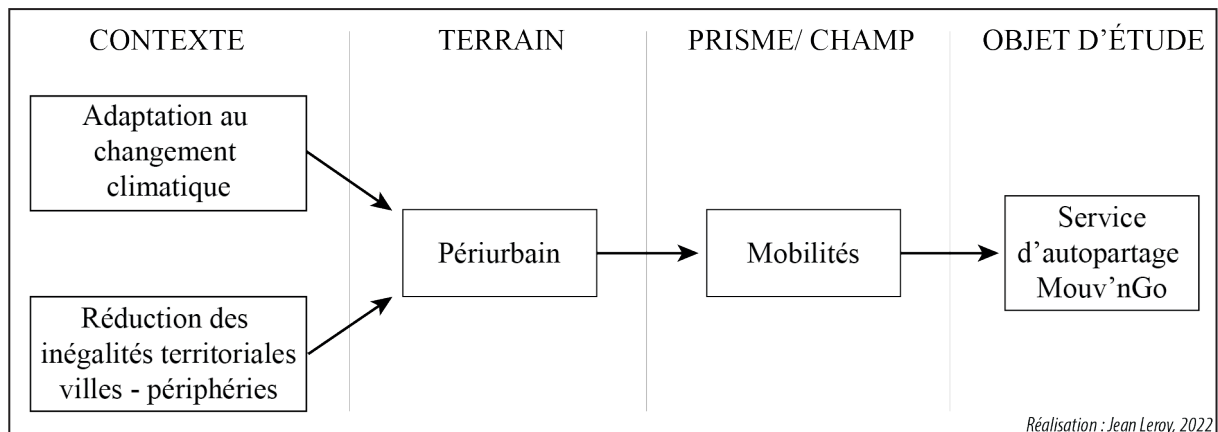 CONTEXTE
TERRAIN
PRISME/ CHAMP
OBJET D'ÉTUDE
Adaptation au
changement
climatique
Réduction des
inégalités territoriales
villes - périphéries
Périurbain
Mobilités
Service
d'autopartage
Mouv'nGo
Réalisation : Jean Leroy, 2022